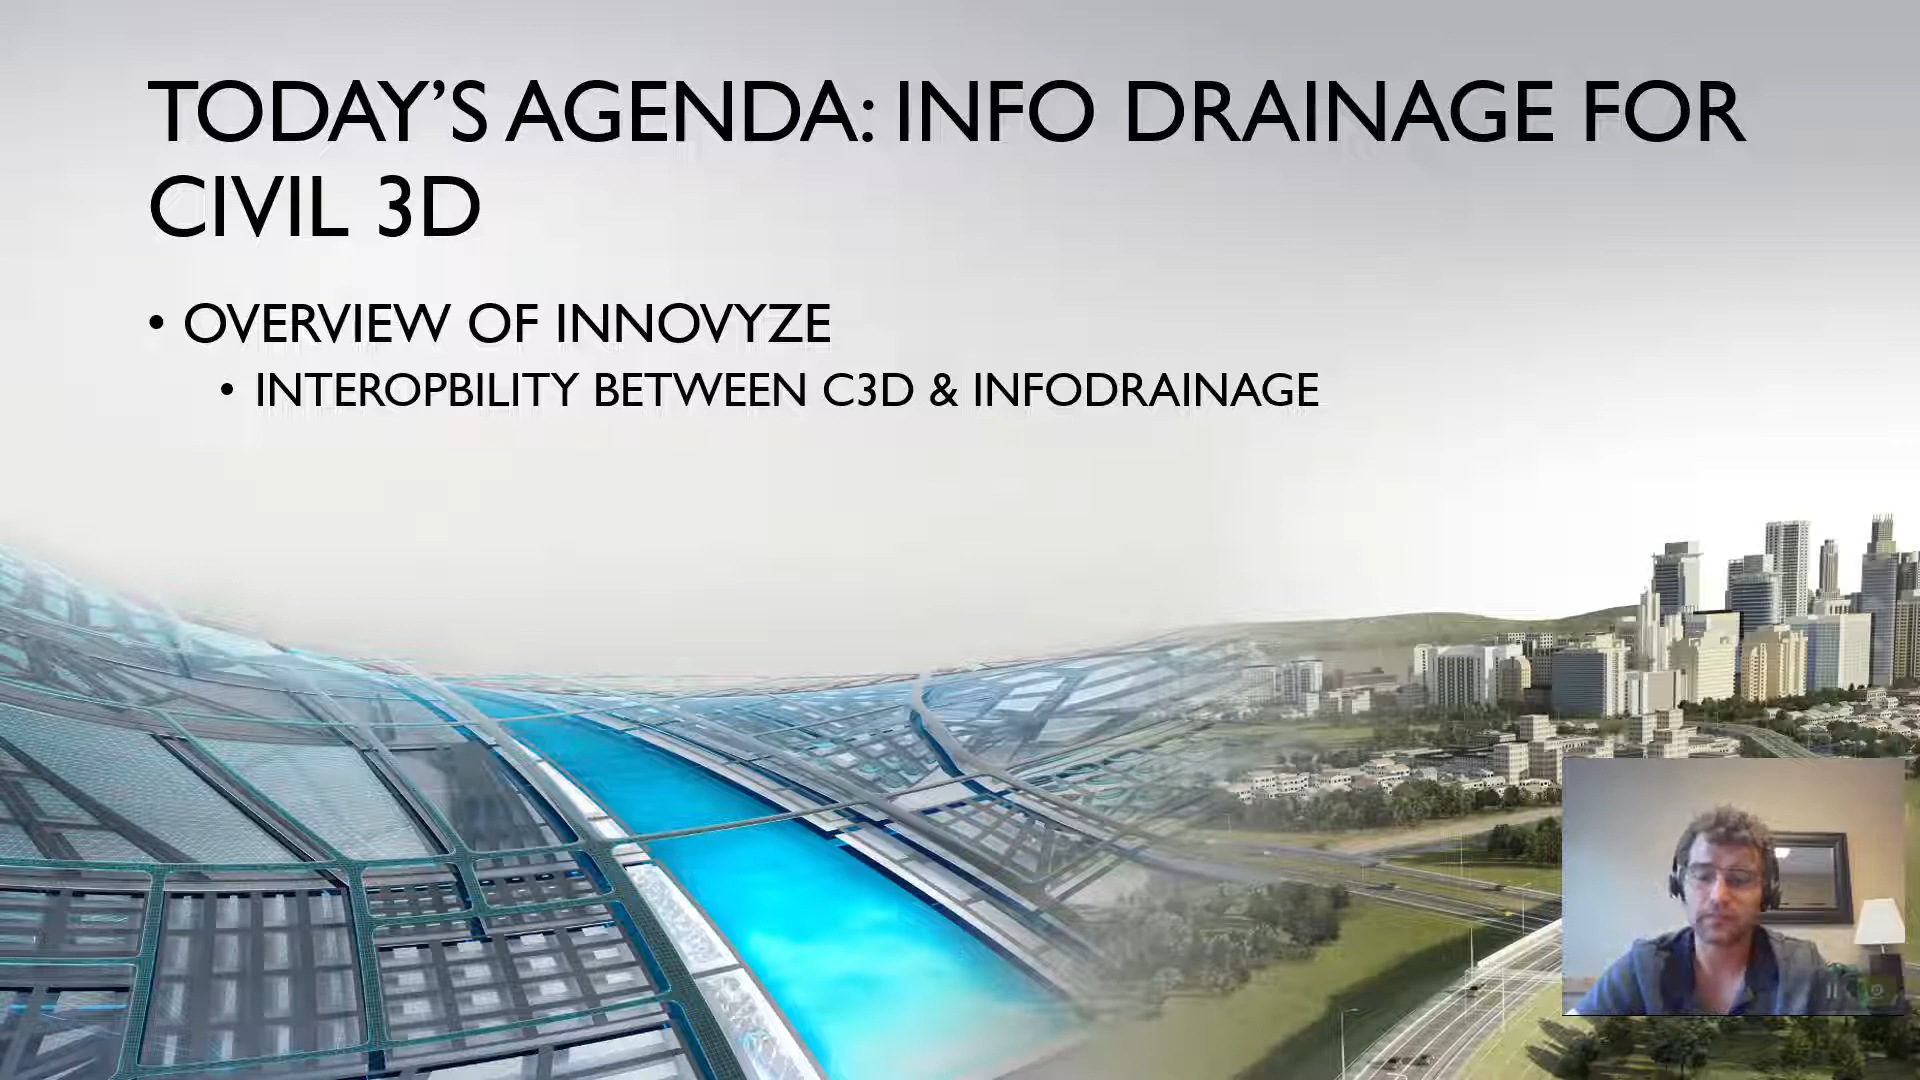 TODAY'S AGENDA: INFO DRAINAGE FOR
CIVIL 3D
• OVERVIEW OF INNOVYZE
• INTEROPBILITY BETWEEN C3D & INFODRAINAGE